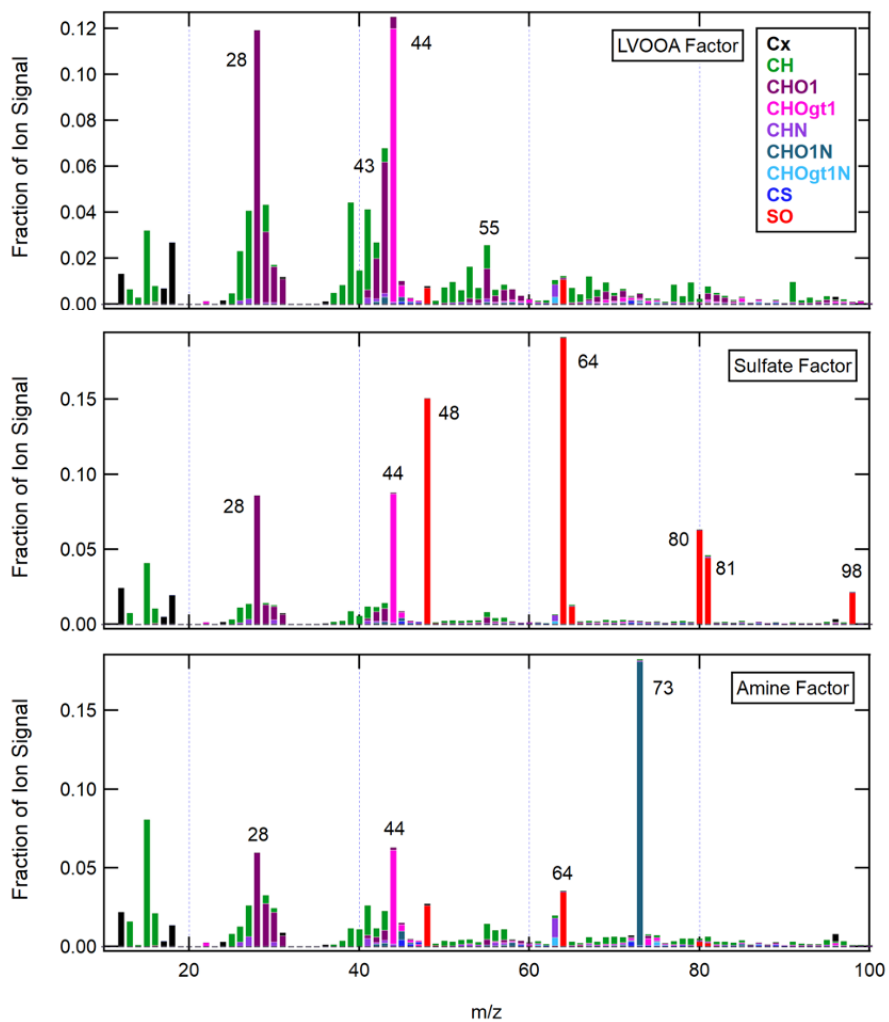 0.12
0.10
0.08
0.06
0.04
0.02
0.00
Fraction of Ion Signal
28
44
43
55
LVOOA Factor
Cx
CH
CHO1
CHOgt1
CHN
CHO1N
CHOgt1N
CS
SO
0.15
0.10
0.05
0.00
Fraction of Ion Signal
64
48
44
28
80
81
98
Sulfate Factor
0.15
0.10
0.05
0.00
Fraction of Ion Signal
73
28
44
64
Amine Factor
20
40
60
80
100
m/z